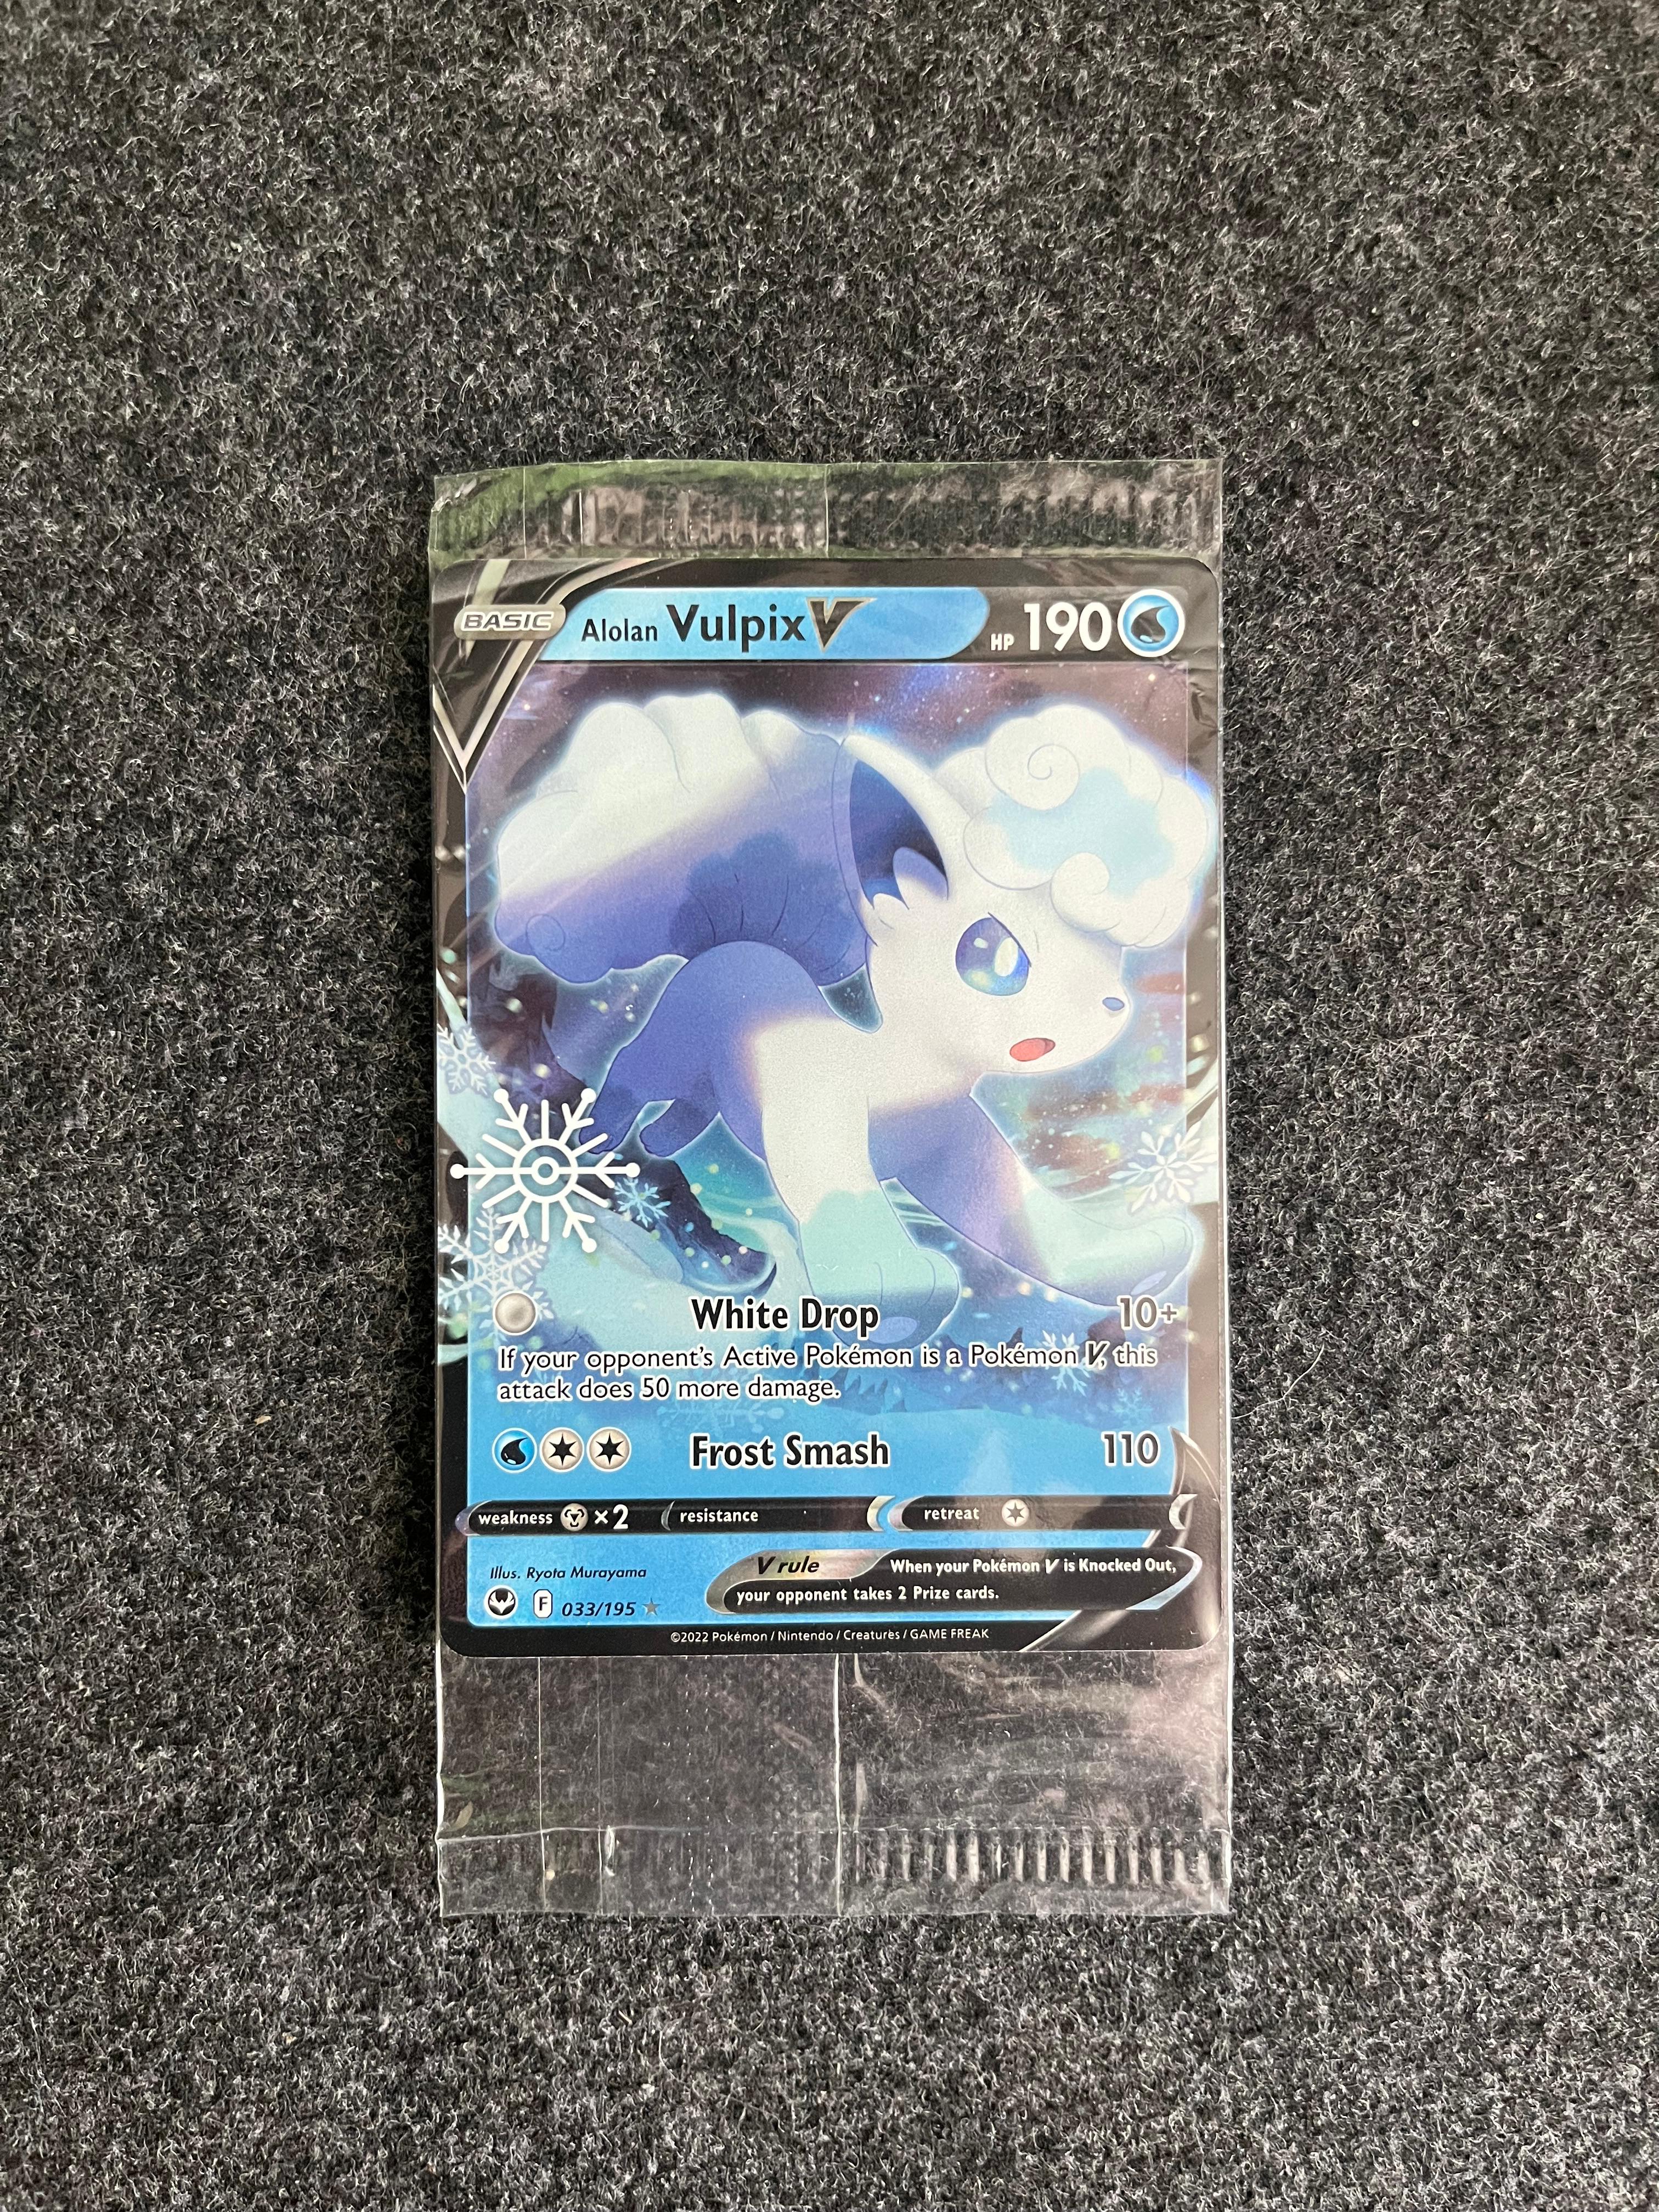 BASIC
Alolan Vulpix V HP 190
White Drop 10+
If your opponent's Active Pokémon is a Pokémon V, this
attack does 50 more damage.
Frost Smash 110
weakness ×2 resistance retreat
Illus. Ryota Murayama
V rule When your Pokémon V is Knocked Out,
your opponent takes 2 Prize cards.
F 033/195
©2022 Pokémon / Nintendo / Creatures / GAME FREAK